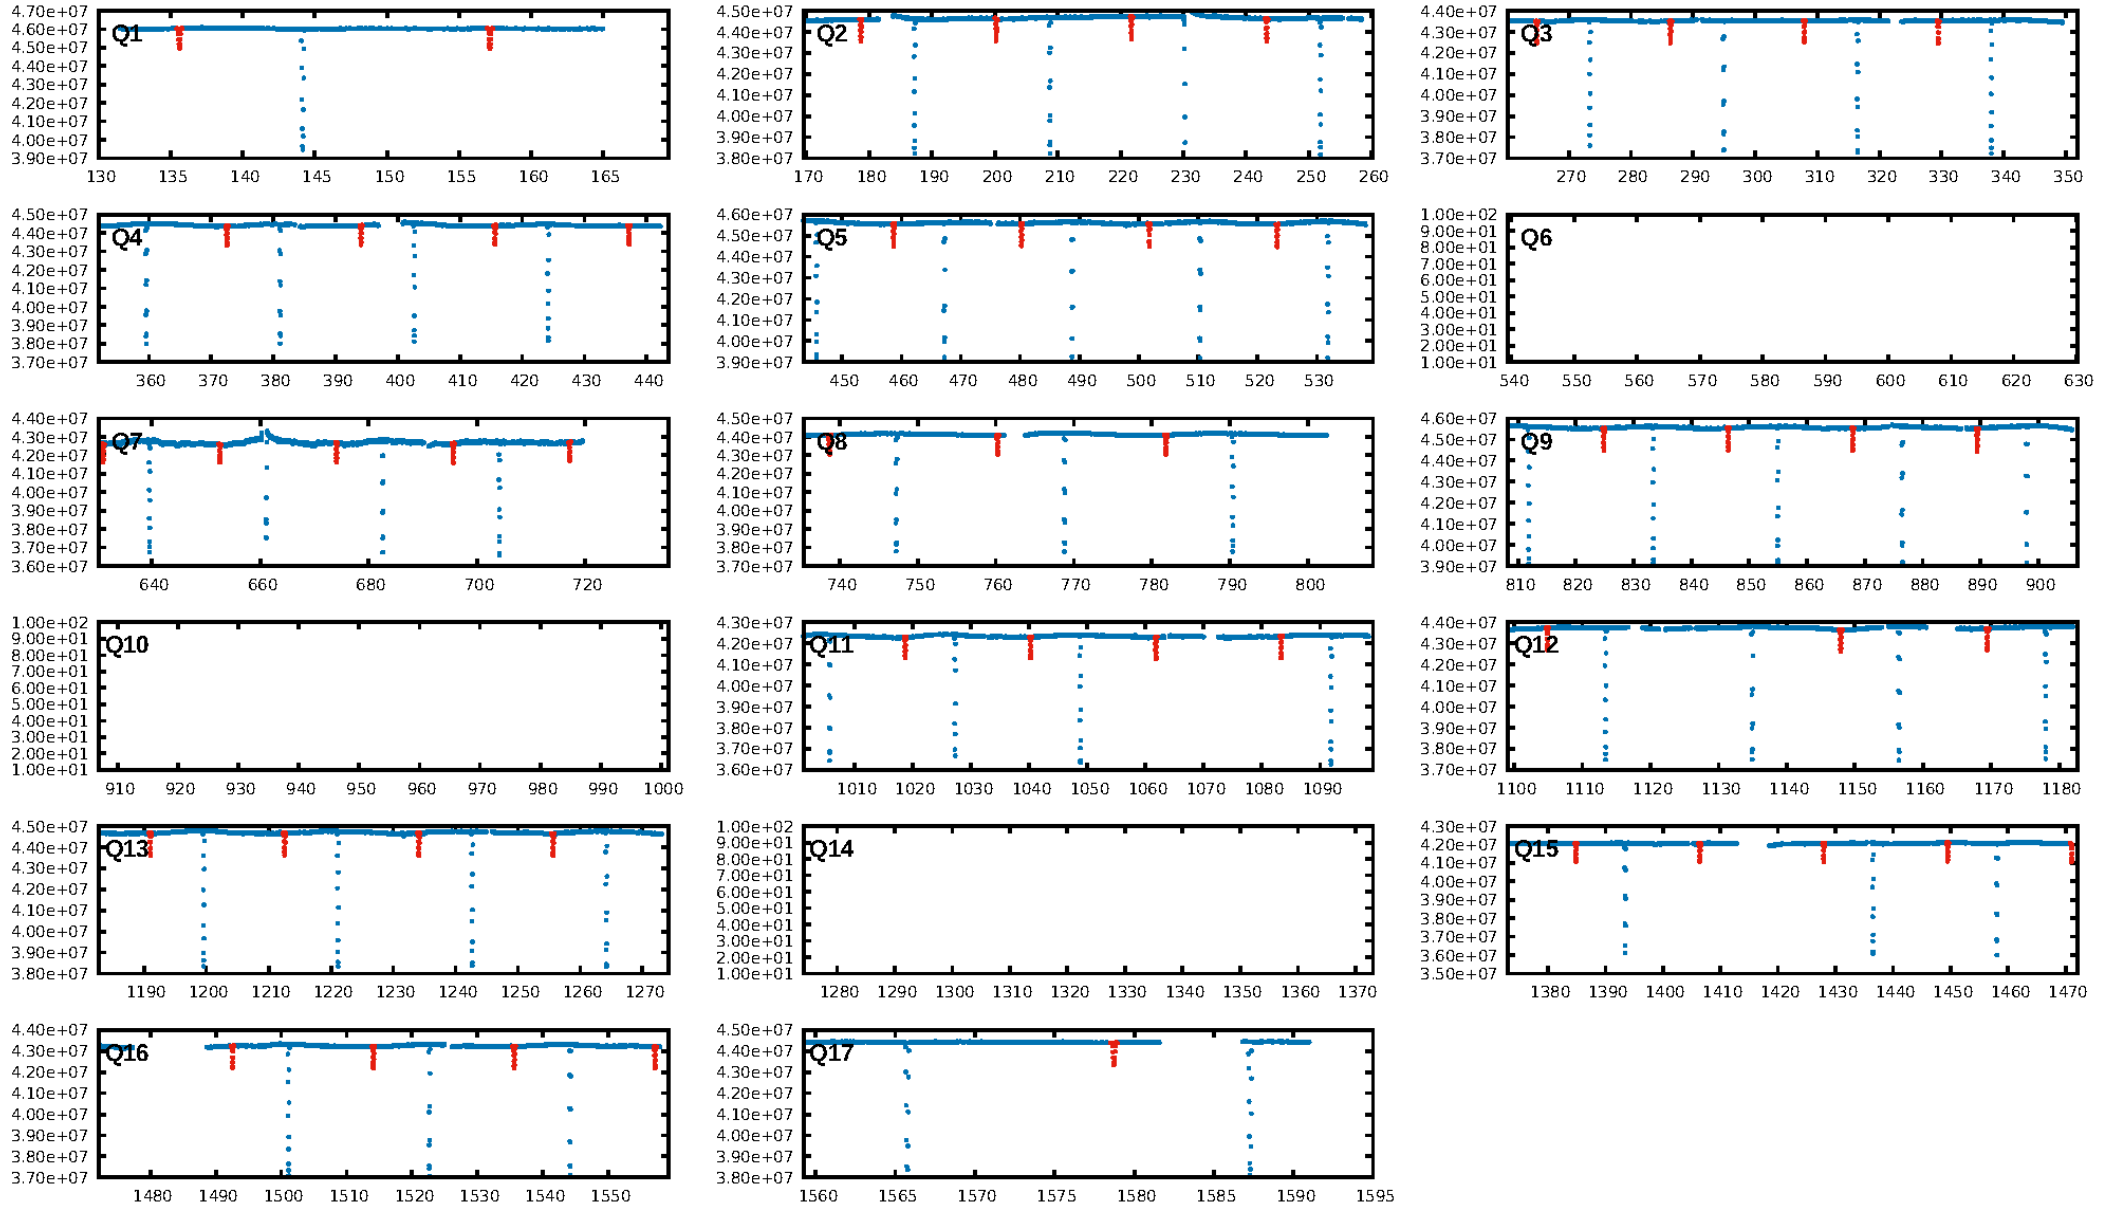 4.70e+07
4.60e+07
4.50e+07
4.40e+07
4.30e+07
4.20e+07
4.10e+07
4.00e+07
3.90e+07
Q1
130 135 140 145 150 155 160 165
4.50e+07
4.40e+07
4.30e+07
4.20e+07
4.10e+07
4.00e+07
3.90e+07
3.80e+07
Q2
170 180 190 200 210 220 230 240 250 260
4.40e+07
4.30e+07
4.20e+07
4.10e+07
4.00e+07
3.90e+07
3.80e+07
3.70e+07
Q3
270 280 290 300 310 320 330 340 350
4.50e+07
4.40e+07
4.30e+07
4.20e+07
4.10e+07
4.00e+07
3.90e+07
3.80e+07
3.70e+07
Q4
360 370 380 390 400 410 420 430 440
4.60e+07
4.50e+07
4.40e+07
4.30e+07
4.20e+07
4.10e+07
4.00e+07
3.90e+07
Q5
450 460 470 480 490 500 510 520 530
1.00e+02
9.00e+01
8.00e+01
7.00e+01
6.00e+01
5.00e+01
4.00e+01
3.00e+01
2.00e+01
1.00e+01
Q6
540 550 560 570 580 590 600 610 620 630
4.40e+07
4.30e+07
4.20e+07
4.10e+07
4.00e+07
3.90e+07
3.80e+07
3.70e+07
3.60e+07
Q7
640 660 680 700 720
4.50e+07
4.40e+07
4.30e+07
4.20e+07
4.10e+07
4.00e+07
3.90e+07
3.80e+07
3.70e+07
Q8
740 750 760 770 780 790 800
4.60e+07
4.50e+07
4.40e+07
4.30e+07
4.20e+07
4.10e+07
4.00e+07
3.90e+07
Q9
810 820 830 840 850 860 870 880 890 900
1.00e+02
9.00e+01
8.00e+01
7.00e+01
6.00e+01
5.00e+01
4.00e+01
3.00e+01
2.00e+01
1.00e+01
Q10
910 920 930 940 950 960 970 980 990 1000
4.30e+07
4.20e+07
4.10e+07
4.00e+07
3.90e+07
3.80e+07
3.70e+07
3.60e+07
Q11
1010 1020 1030 1040 1050 1060 1070 1080 1090
4.40e+07
4.30e+07
4.20e+07
4.10e+07
4.00e+07
3.90e+07
3.80e+07
3.70e+07
Q12
1100 1110 1120 1130 1140 1150 1160 1170 1180
4.50e+07
4.40e+07
4.30e+07
4.20e+07
4.10e+07
4.00e+07
3.90e+07
3.80e+07
Q13
1190 1200 1210 1220 1230 1240 1250 1260 1270
1.00e+02
9.00e+01
8.00e+01
7.00e+01
6.00e+01
5.00e+01
4.00e+01
3.00e+01
2.00e+01
1.00e+01
Q14
1280 1290 1300 1310 1320 1330 1340 1350 1360 1370
4.30e+07
4.20e+07
4.10e+07
4.00e+07
3.90e+07
3.80e+07
3.70e+07
3.60e+07
3.50e+07
Q15
1380 1390 1400 1410 1420 1430 1440 1450 1460 1470
4.40e+07
4.30e+07
4.20e+07
4.10e+07
4.00e+07
3.90e+07
3.80e+07
3.70e+07
Q16
1480 1490 1500 1510 1520 1530 1540 1550
4.50e+07
4.40e+07
4.30e+07
4.20e+07
4.10e+07
4.00e+07
3.90e+07
3.80e+07
Q17
1560 1565 1570 1575 1580 1585 1590 1595